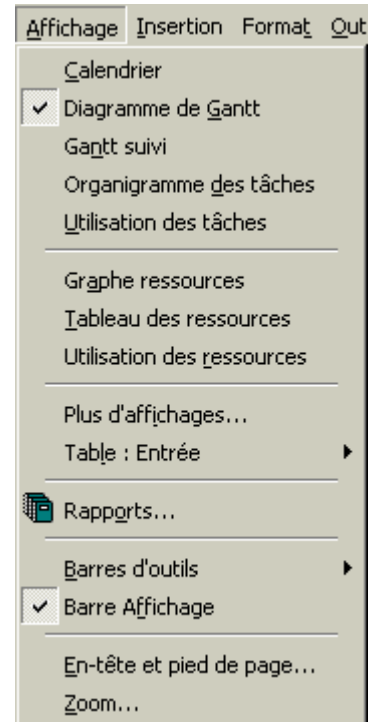 Affichage Insertion Format Out
Calendrier
Diagramme de Gantt
Gantt suivi
Organigramme des tâches
Utilisation des tâches
Graphe ressources
Tableau des ressources
Utilisation des ressources
Plus d'affichages...
Table : Entrée
Rapports...
Barres d'outils
Barre Affichage
En-tête et pied de page...
Zoom...